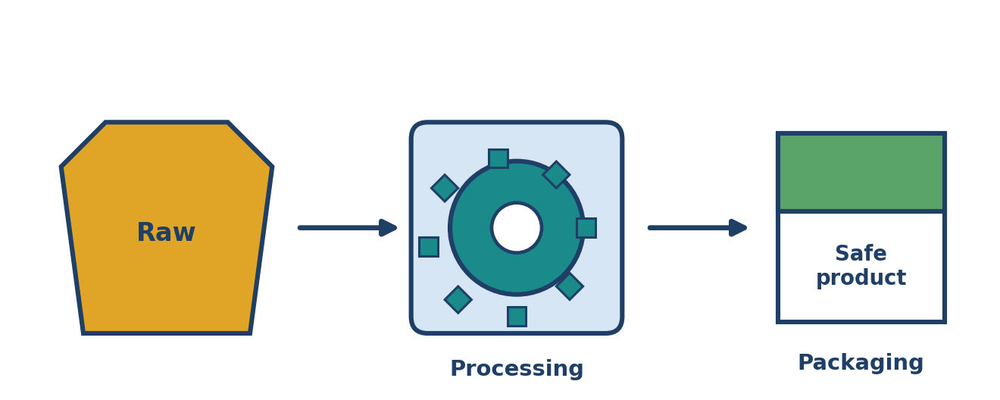 Raw
Processing
Safe
product
Packaging